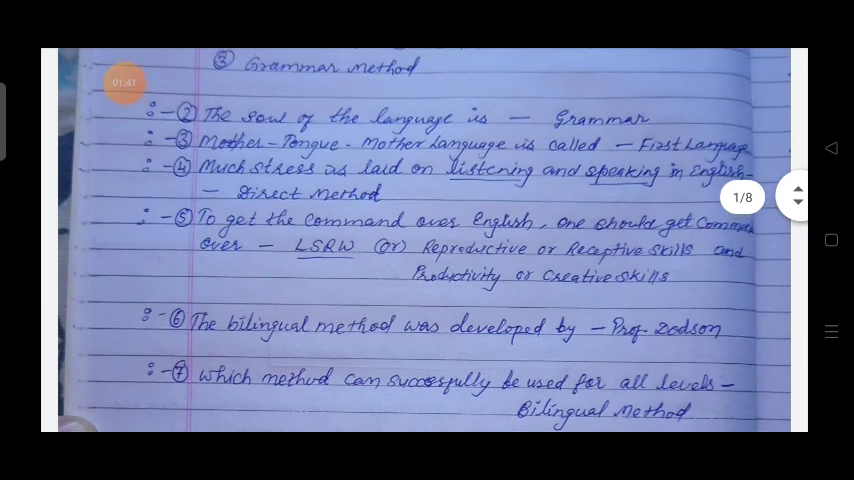 ③ Grammar Method
01:41
:-② The soul of the language is – Grammar
:-③ Mother-Tongue - Mother Language is called – First Language
:-④ Much stress is laid on listening and speaking in English-
– Direct Method
1/8
:-⑤ To get the command over English, one should get
over – LSRW (or) Reproductive or Receptive Skills and
Productivity or Creative Skills
:-⑥ The bilingual method was developed by – Prof. Dodson
:-⑦ which method can succesfully be used for all levels –
Bilingual Method